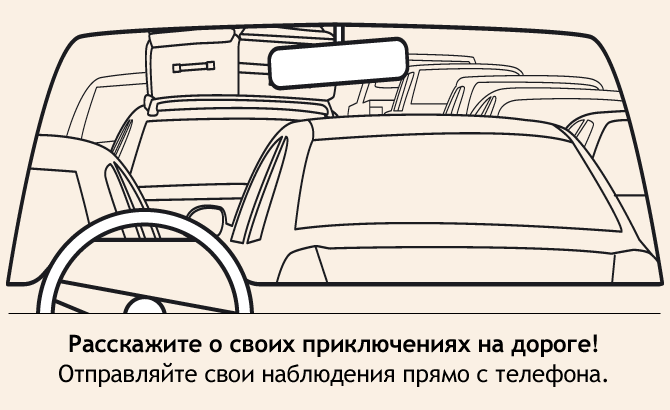 Расскажите о своих приключениях на дороге!
Отправляйте свои наблюдения прямо с телефона.